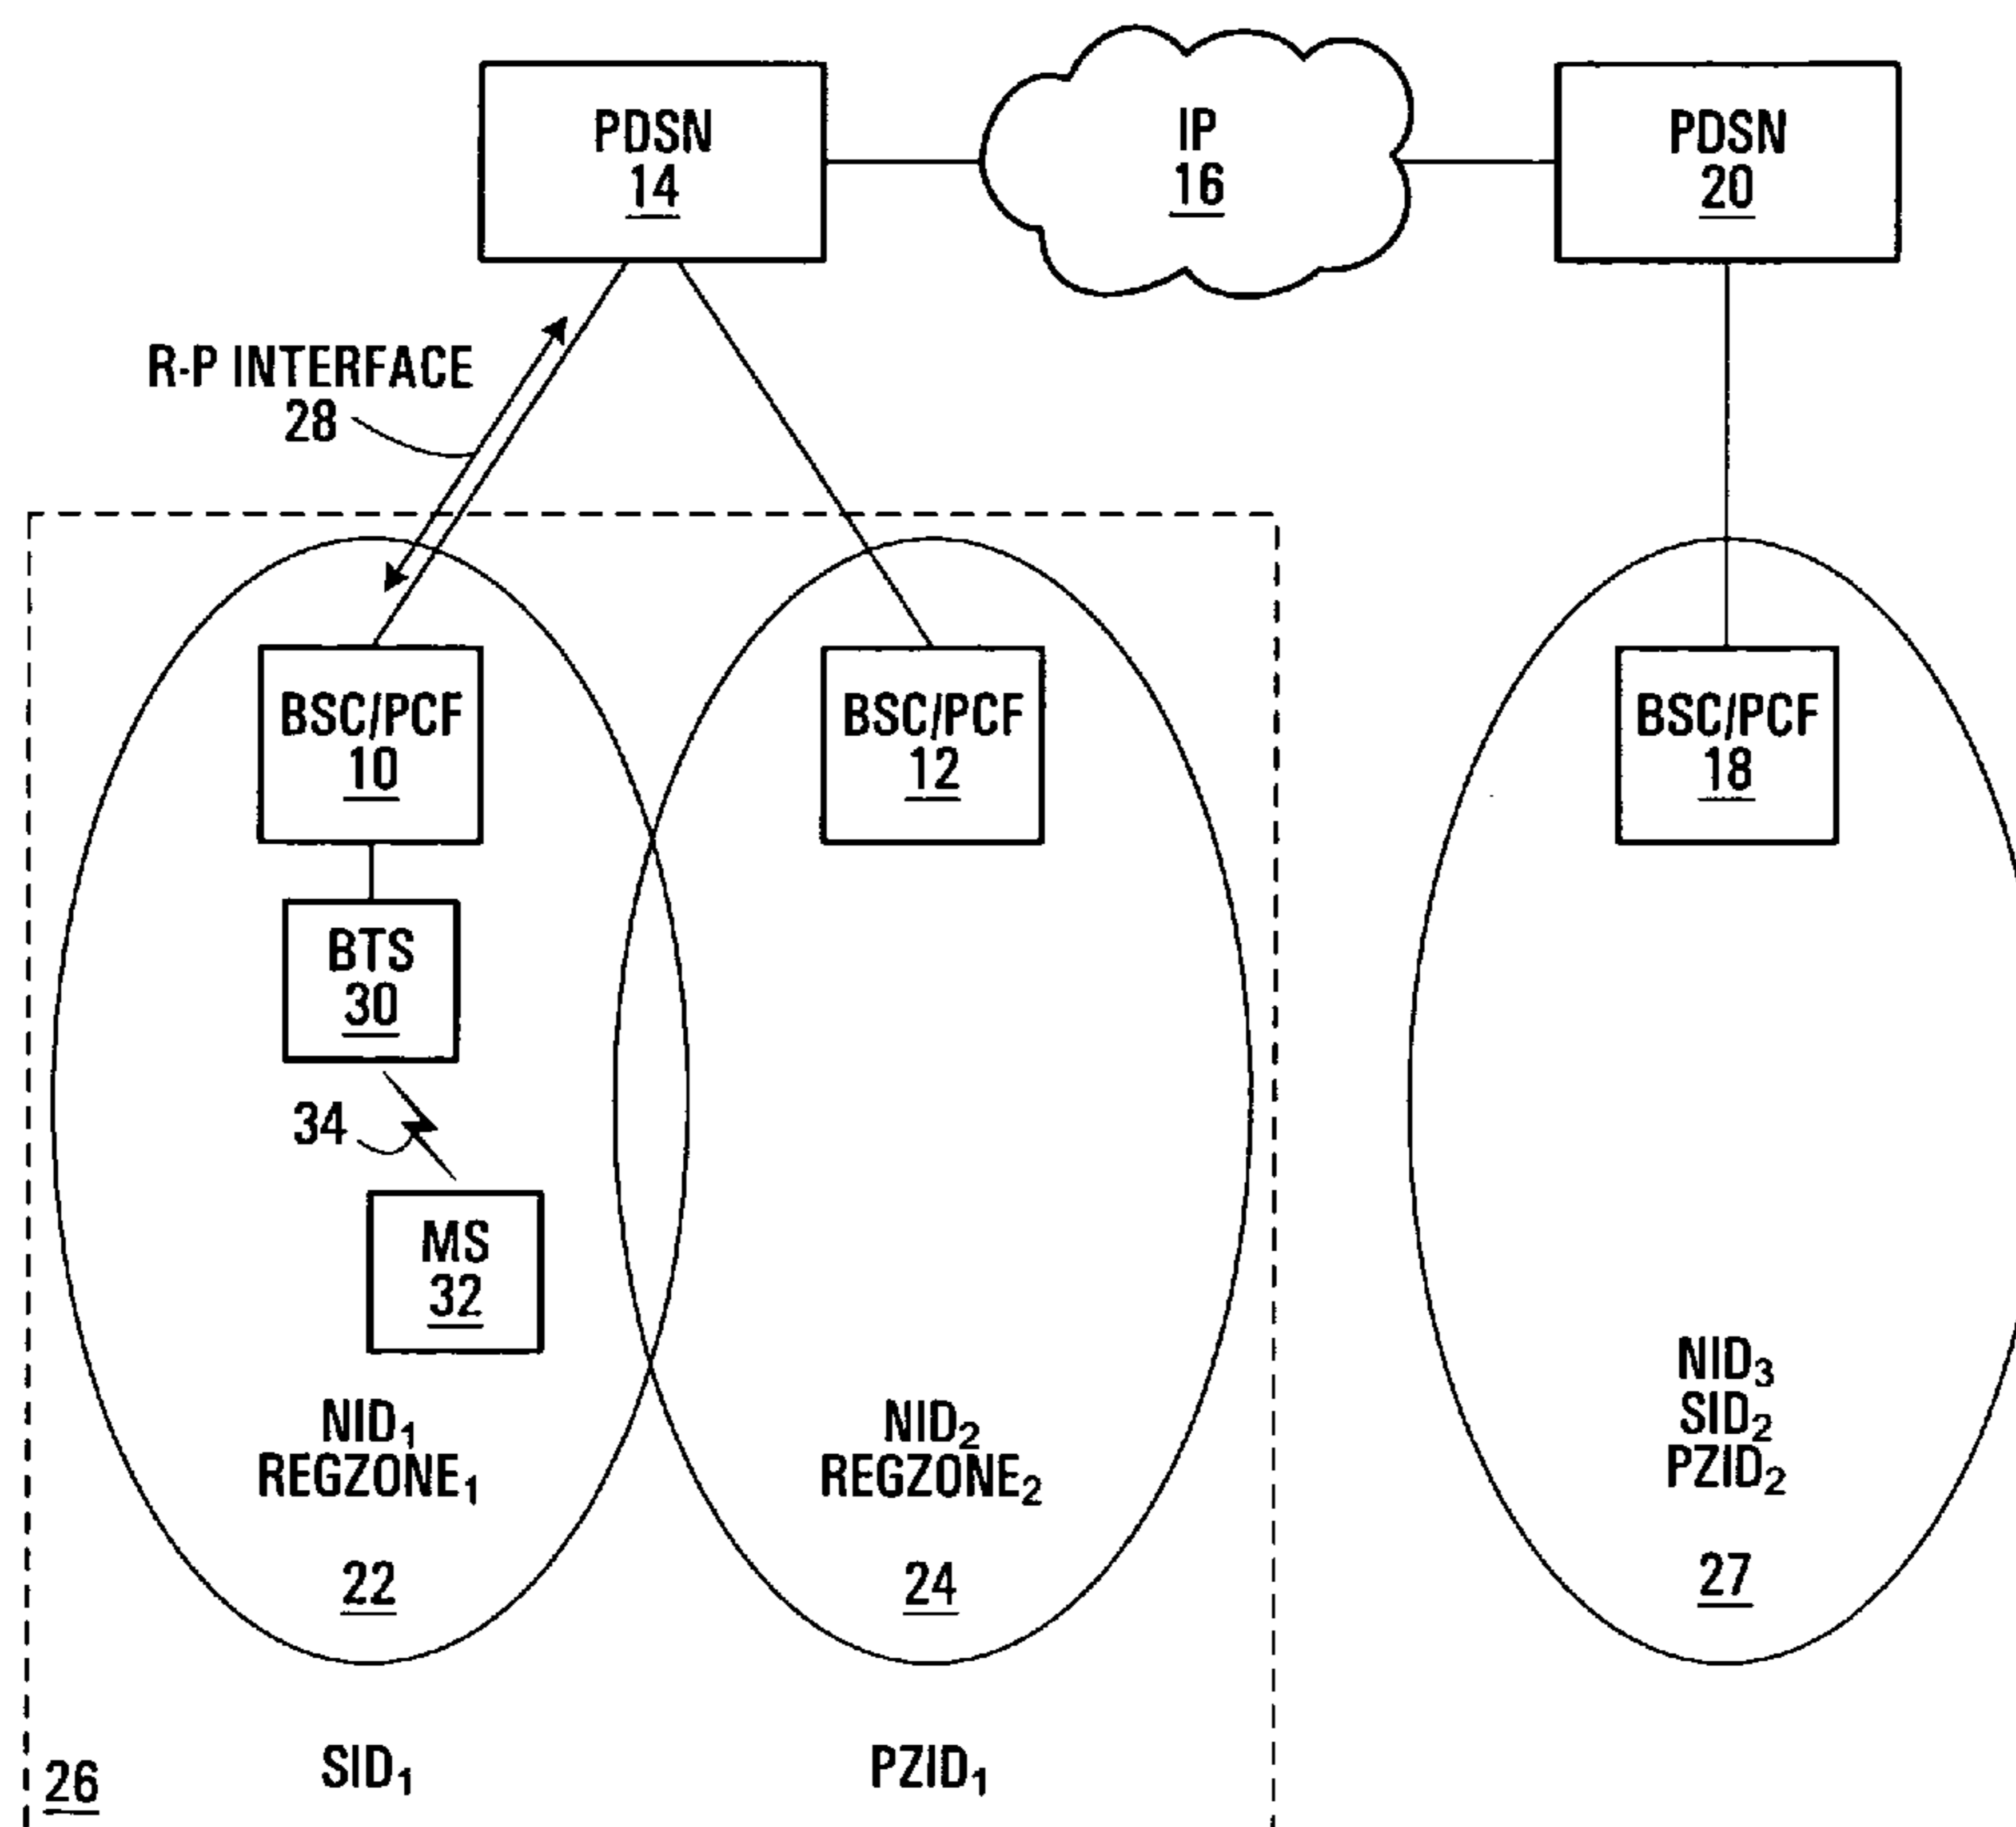 PDSN
14
IP
16
PDSN
20
R-P INTERFACE
28
BSC/PCF
10
BSC/PCF
12
BSC/PCF
18
BTS
30
34
MS
32
NID₁
REGZONE₁
22
NID₂
REGZONE₂
24
NID₃
SID₂
PZID₂
27
26
SID₁
PZID₁